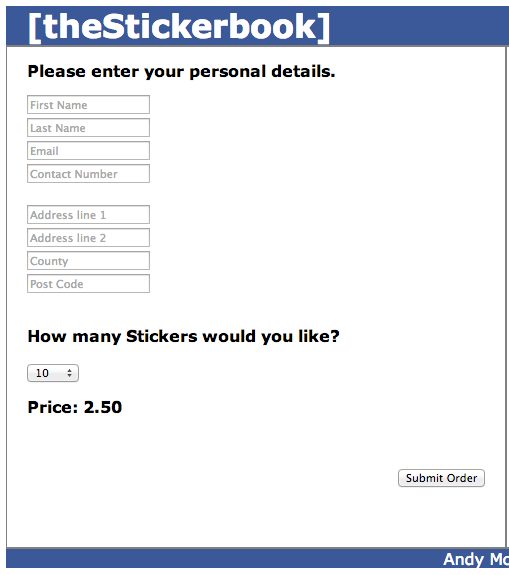 [theStickerbook]
Please enter your personal details.
First Name
Last Name
Email
Contact Number
Address line 1
Address line 2
County
Post Code
How many Stickers would you like?
10
Price: 2.50
Submit Order
Andy